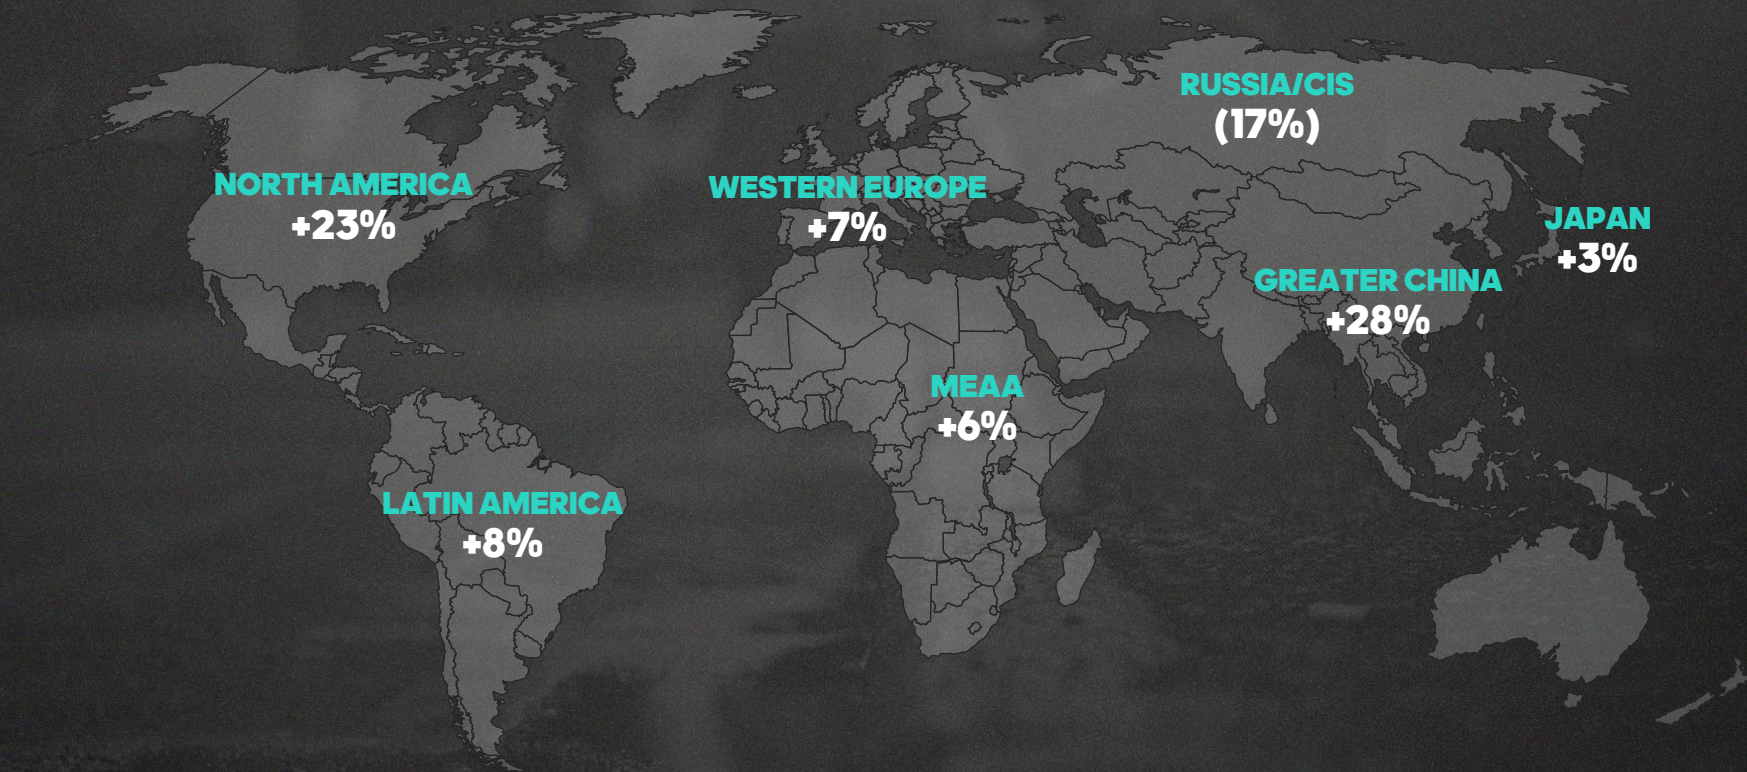 RUSSIA/CIS
(17%)
NORTH AMERICA
+23%
WESTERN EUROPE
+7%
JAPAN
+3%
GREATER CHINA
+28%
MEAA
+6%
LATIN AMERICA
+8%